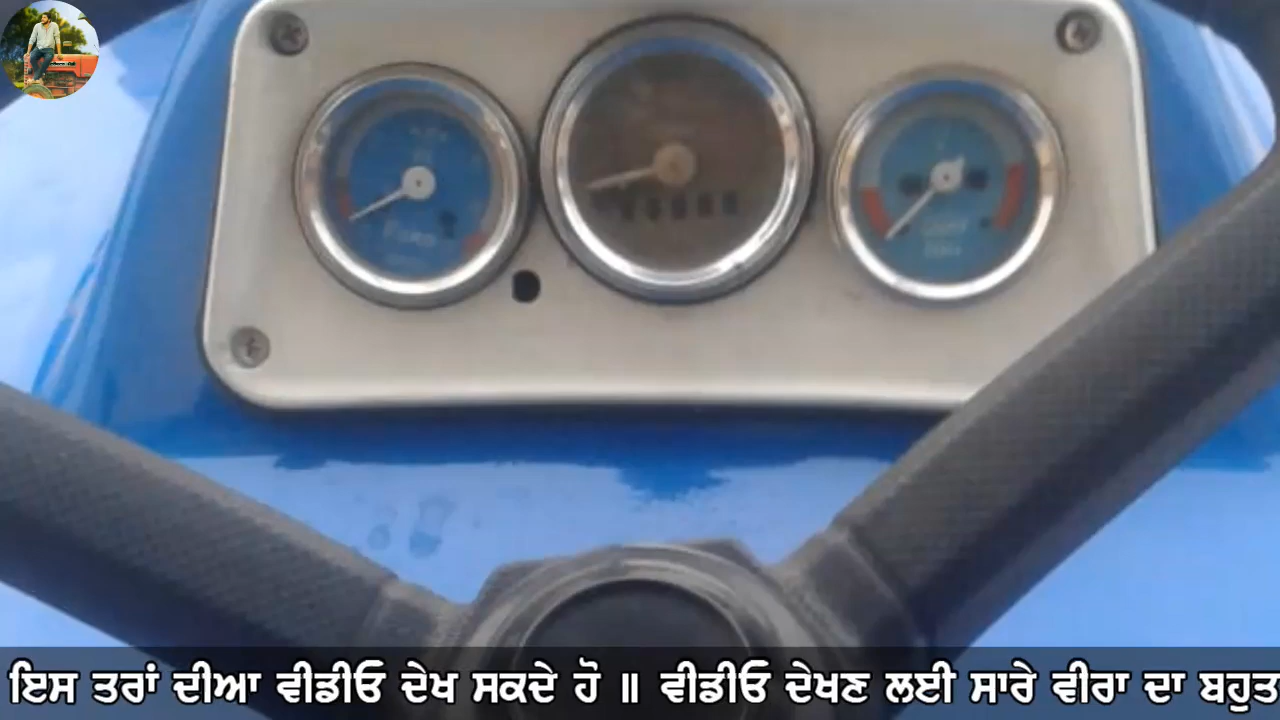 ਇਸ ਤਰਾਂ ਦੀਆ ਵੀਡੀਓ ਦੇਖ ਸਕਦੇ ਹੋ ॥ ਵੀਡੀਓ ਦੇਖਣ ਲਈ ਸਾਰੇ ਵੀਰਾ ਦਾ ਬਹੁਤ